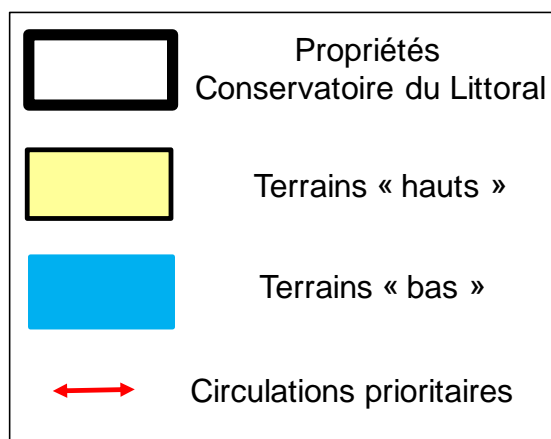 Propriétés
Conservatoire du Littoral
Terrains « hauts »
Terrains « bas »
Circulations prioritaires